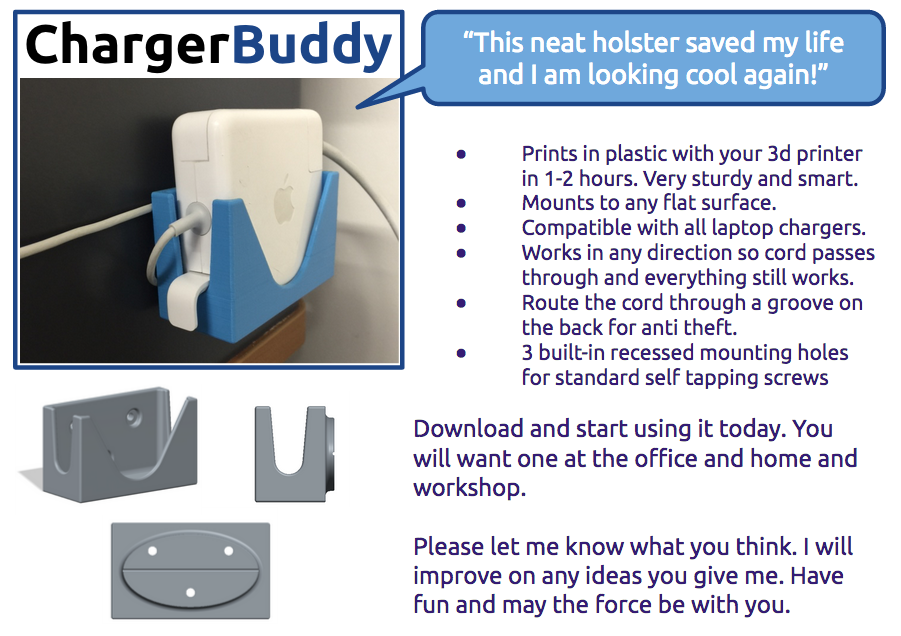 ChargerBuddy
“This neat holster saved my life
and I am looking cool again!”
• Prints in plastic with your 3d printer
in 1-2 hours. Very sturdy and smart.
• Mounts to any flat surface.
• Compatible with all laptop chargers.
• Works in any direction so cord passes
through and everything still works.
• Route the cord through a groove on
the back for anti theft.
• 3 built-in recessed mounting holes
for standard self tapping screws
Download and start using it today. You
will want one at the office and home and
workshop.
Please let me know what you think. I will
improve on any ideas you give me. Have
fun and may the force be with you.